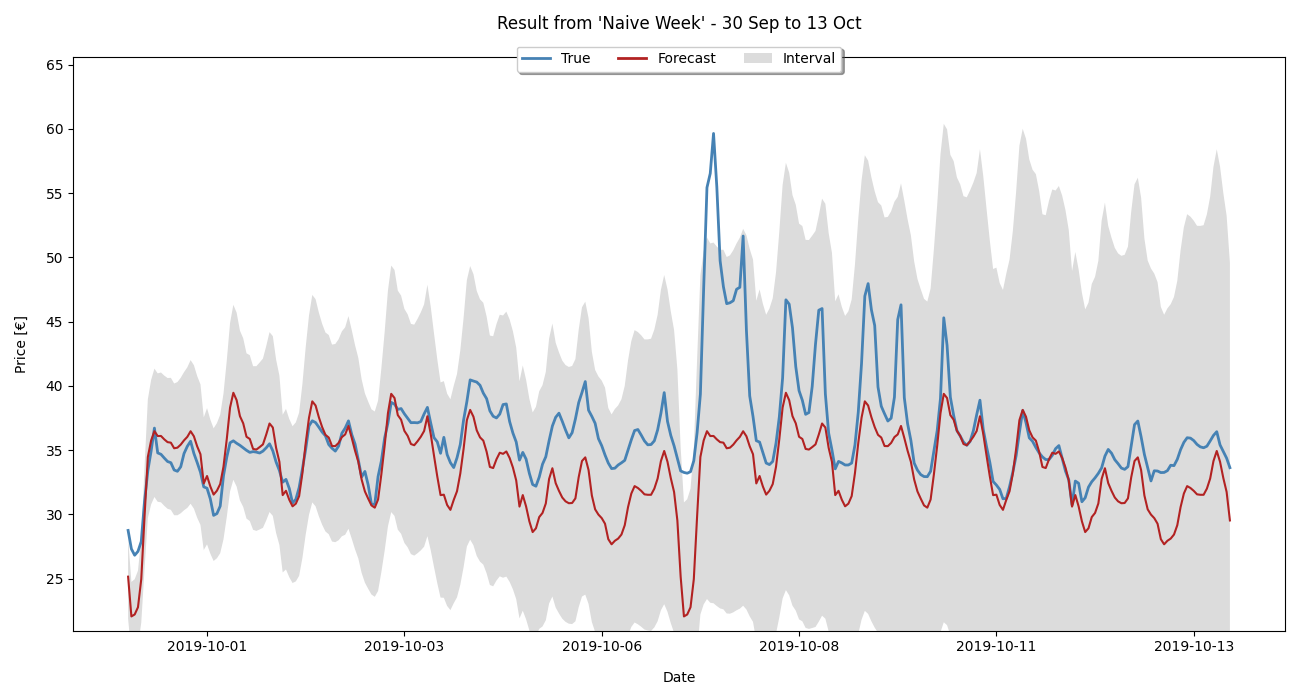 Result from 'Naive Week' - 30 Sep to 13 Oct
True Forecast Interval
65
60
55
50
45
40
35
30
25
Price [€]
2019-10-01 2019-10-03 2019-10-06 2019-10-08 2019-10-11 2019-10-13
Date